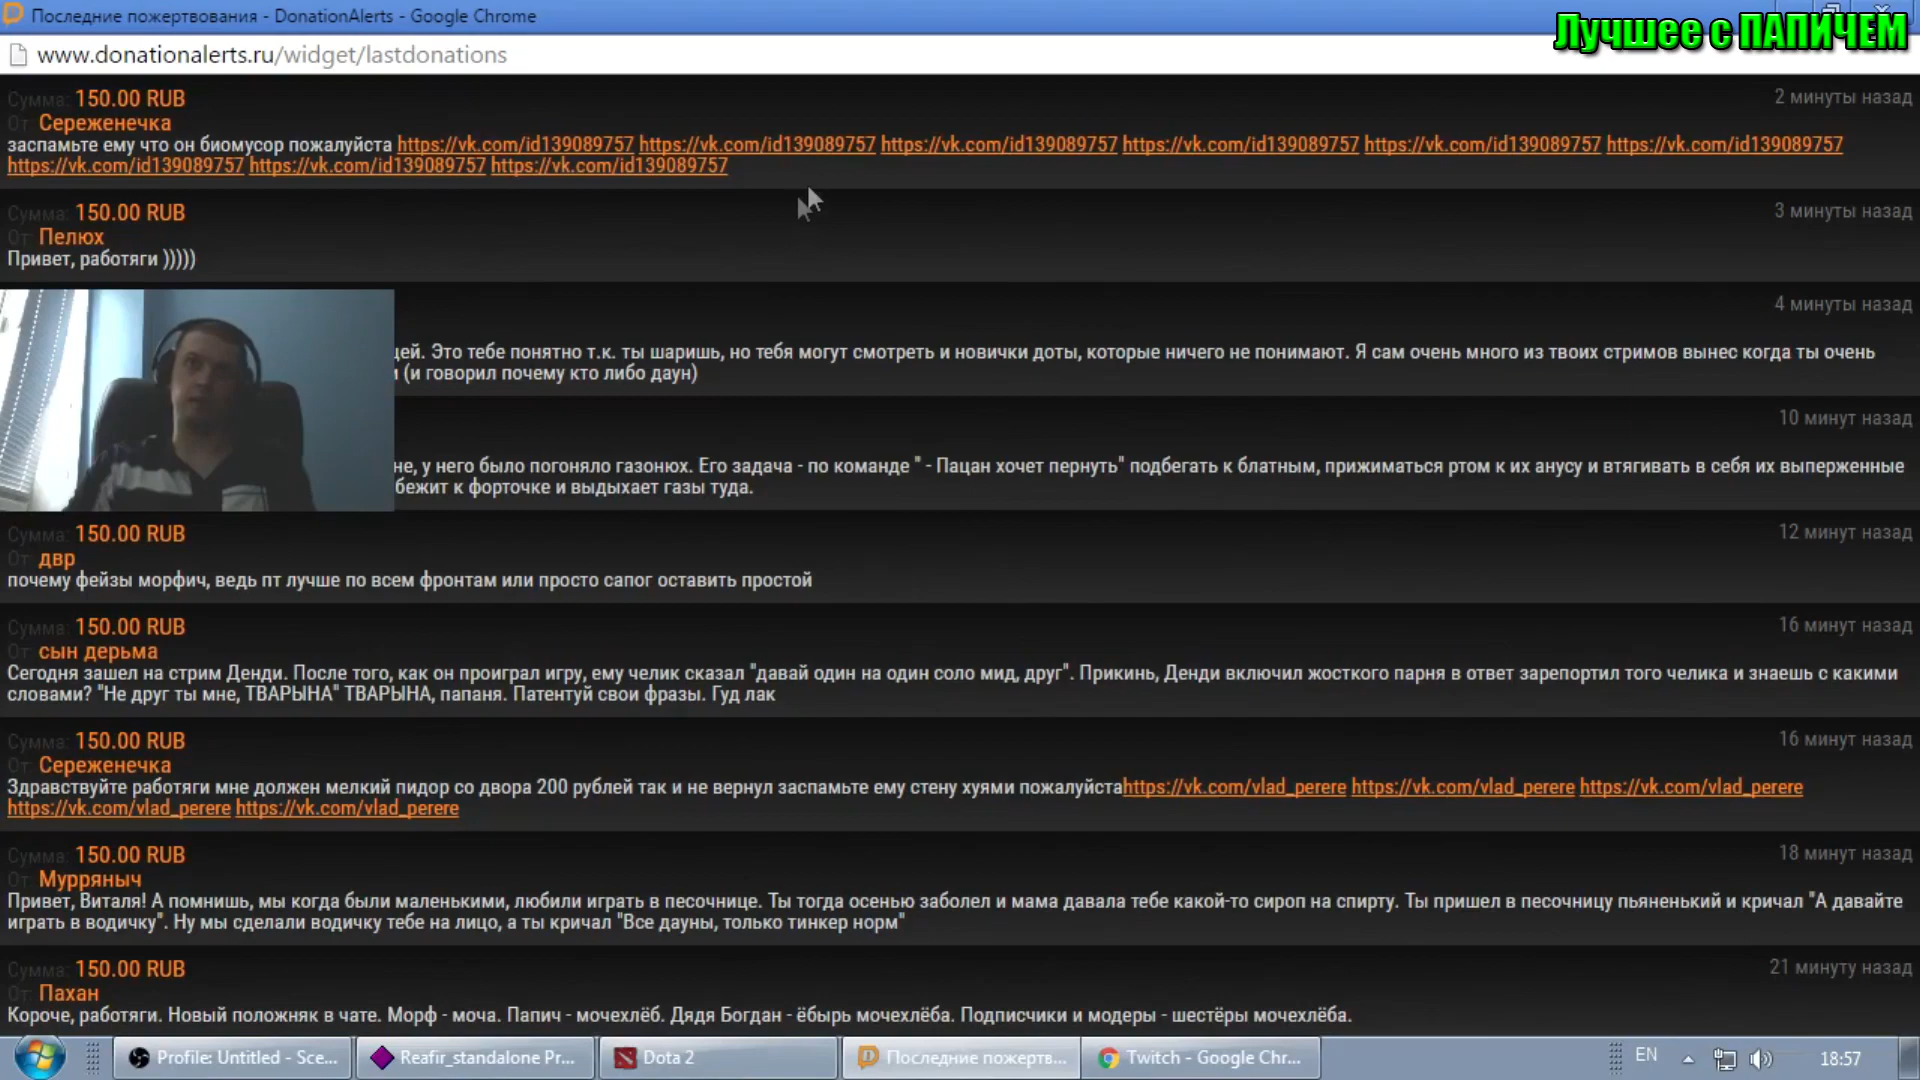 Последние пожертвования - DonationAlerts - Google Chrome
Лучшее с ПАПИЧЕМ
www.donationalerts.ru/widget/lastdonations
Сумма: 150.00 RUB
2 минуты назад
От Сереженечка
заспамьте ему что он биомусор пожалуйста https://vk.com/id139089757 https://vk.com/id139089757 https://vk.com/id139089757 https://vk.com/id139089757 https://vk.com/id139089757 https://vk.com/id139089757
https://vk.com/id139089757 https://vk.com/id139089757 https://vk.com/id139089757
Сумма: 150.00 RUB
3 минуты назад
От Пелюх
Привет, работяги )))))
4 минуты назад
цей. Это тебе понятно т.к. ты шаришь, но тебя могут смотреть и новички доты, которые ничего не понимают. Я сам очень много из твоих стримов вынес когда ты очень
и (и говорил почему кто либо даун)
10 минут назад
не, у него было погоняло газонюх. Его задача - по команде " - Пацан хочет пернуть" подбегать к блатным, прижиматься ртом к их анусу и втягивать в себя их выперженные
бежит к форточке и выдыхает газы туда.
Сумма: 150.00 RUB
12 минут назад
От двр
почему фейзы морфич, ведь пт лучше по всем фронтам или просто сапог оставить простой
Сумма: 150.00 RUB
16 минут назад
От сын дерьма
Сегодня зашел на стрим Денди. После того, как он проиграл игру, ему челик сказал "давай один на один соло мид, друг". Прикинь, Денди включил жосткого парня в ответ зарепортил того челика и знаешь с какими
словами? "Не друг ты мне, ТВАРЫНА" ТВАРЫНА, папаня. Патентуй свои фразы. Гуд лак
Сумма: 150.00 RUB
16 минут назад
От Сереженечка
Здравствуйте работяги мне должен мелкий пидор со двора 200 рублей так и не вернул заспамьте ему стену хуями пожалуйстаhttps://vk.com/vlad_perere https://vk.com/vlad_perere https://vk.com/vlad_perere
https://vk.com/vlad_perere https://vk.com/vlad_perere
Сумма: 150.00 RUB
18 минут назад
От Мурряныч
Привет, Виталя! А помнишь, мы когда были маленькими, любили играть в песочнице. Ты тогда осенью заболел и мама давала тебе какой-то сироп на спирту. Ты пришел в песочницу пьяненький и кричал "А давайте
играть в водичку". Ну мы сделали водичку тебе на лицо, а ты кричал "Все дауны, только тинкер норм"
Сумма: 150.00 RUB
21 минуту назад
От Пахан
Короче, работяги. Новый положняк в чате. Морф - моча. Папич - мочехлёб. Дядя Богдан - ёбырь мочехлёба. Подписчики и модеры - шестёры мочехлёба.
Profile: Untitled - Sce...
Reafir_standalone Pr...
Dota 2
Последние пожертв...
Twitch - Google Chr...
EN
18:57